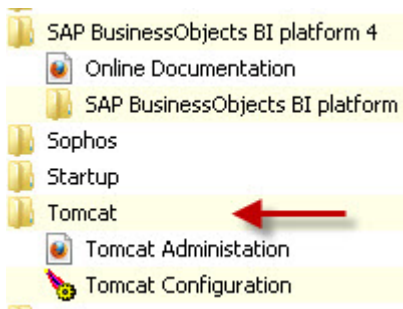 SAP BusinessObjects BI platform 4
Online Documentation
SAP BusinessObjects BI platform
Sophos
Startup
Tomcat
Tomcat Administation
Tomcat Configuration